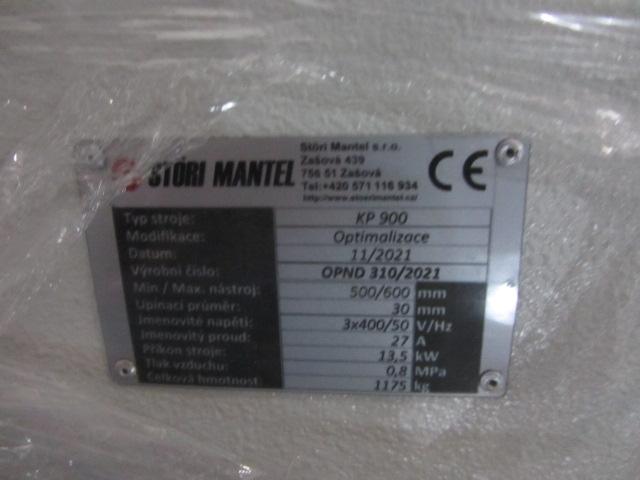 STÖRI MANTEL
Störi Mantel s.r.o.
Zašová 439
756 51 Zašová
Tel:+420 571 116 934
http://www.stoerimantel.cz/
CE
Typ stroje: KP 900
Modifikace: Optimalizace
Datum: 11/2021
Výrobní číslo: OPND 310/2021
Min / Max. nástroj: 500/600 mm
Upínací průměr: 30 mm
Jmenovité napětí: 3x400/50 V/Hz
Jmenovitý proud: 27 A
Příkon stroje: 13,5 kW
Tlak vzduchu: 0,8 MPa
Celková hmotnost: 1175 kg